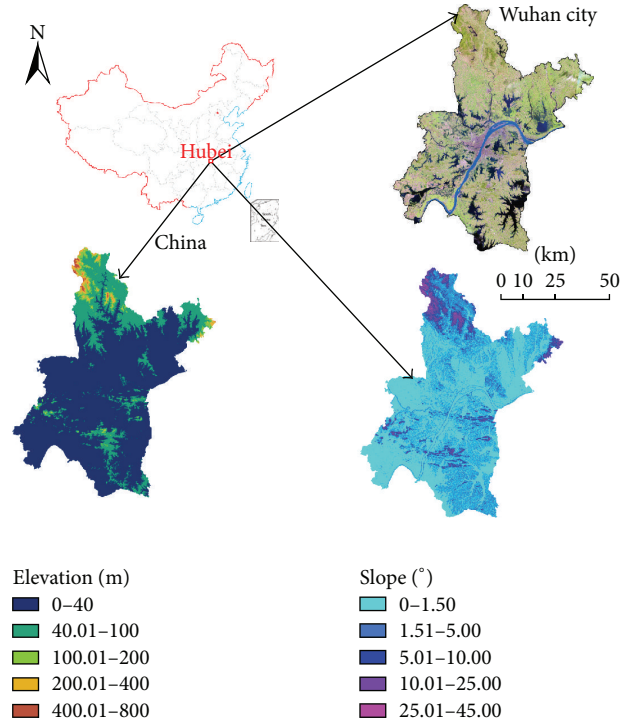 N
Wuhan city
Hubei
China
(km)
0 10 25 50
Elevation (m)
0–40
40.01–100
100.01–200
200.01–400
400.01–800
Slope (°)
0–1.50
1.51–5.00
5.01–10.00
10.01–25.00
25.01–45.00